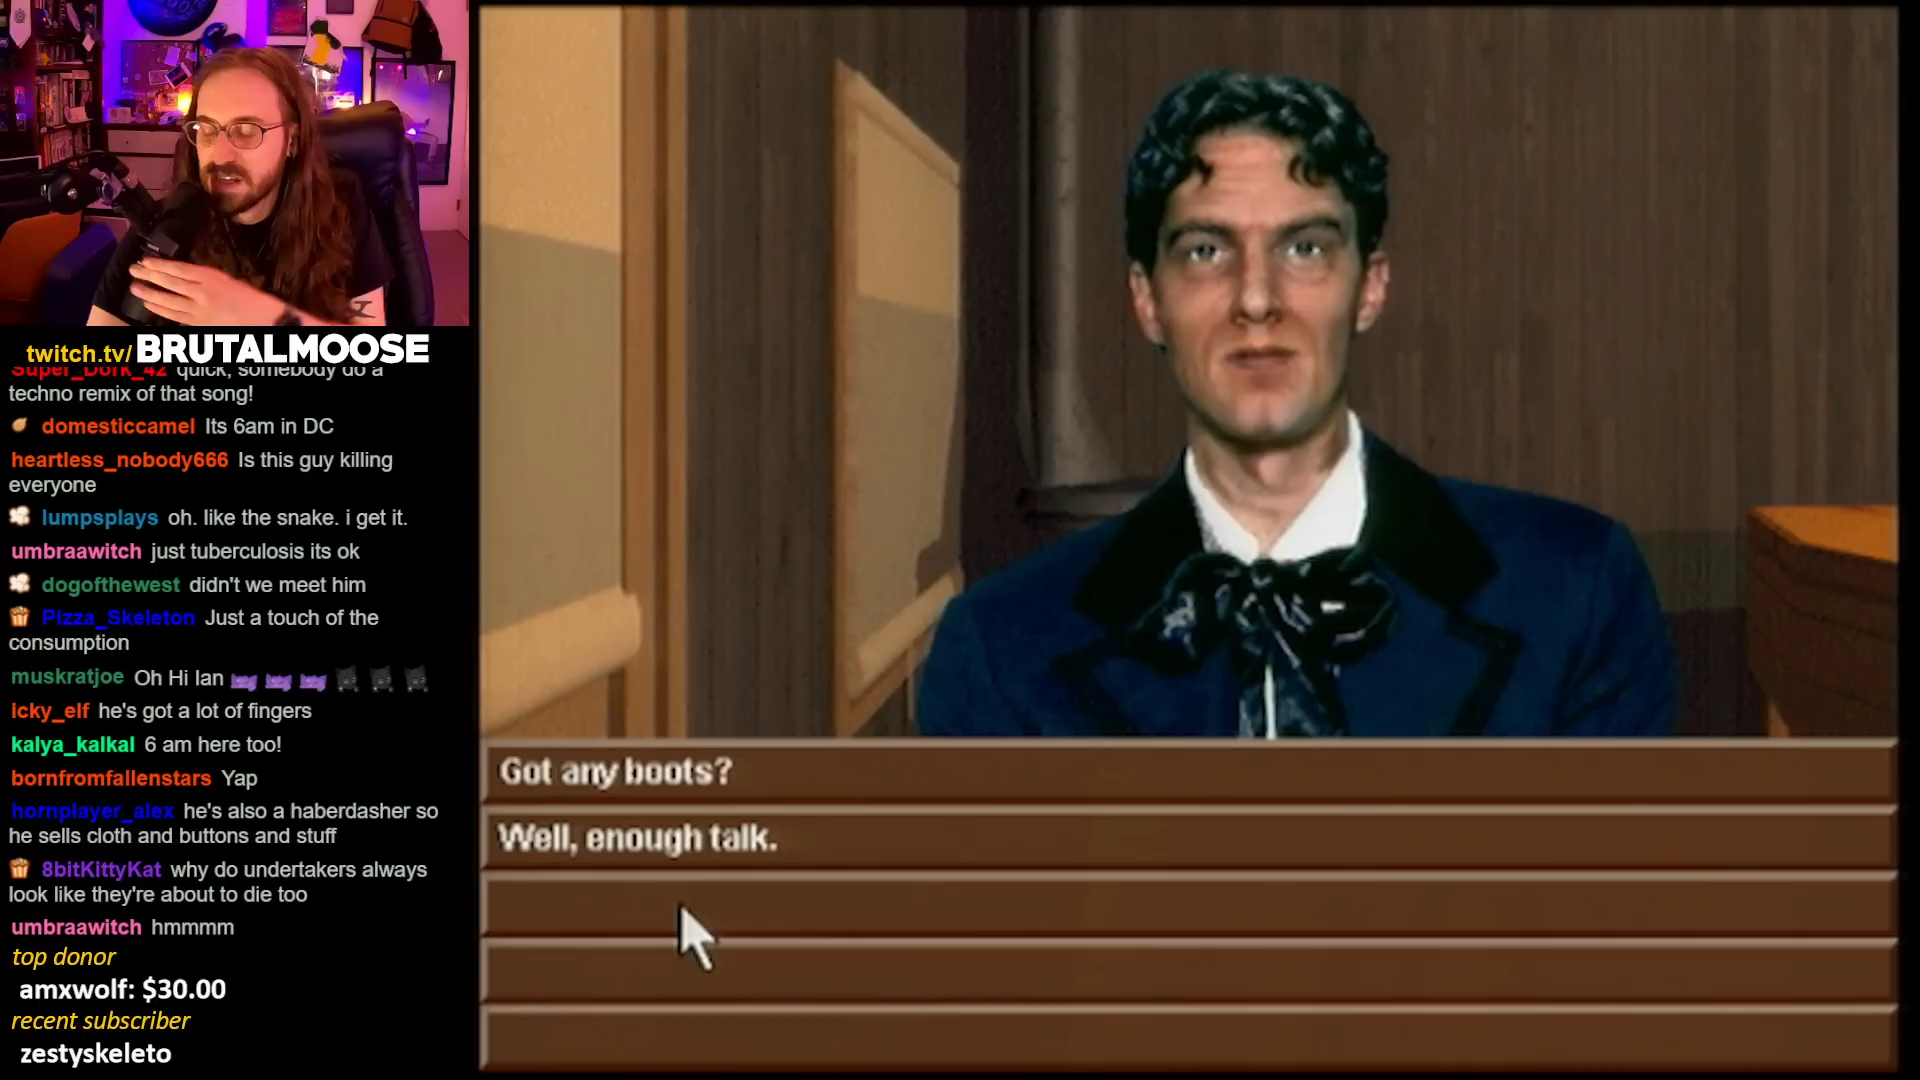 twitch.tv/BRUTALMOOSE
Super_Dork_42 quick, somebody do a
techno remix of that song!
domesticcamel Its 6am in DC
heartless_nobody666 Is this guy killing
everyone
lumpsplays oh. like the snake. i get it.
umbraawitch just tuberculosis its ok
dogofthewest didn't we meet him
Pizza_Skeleton Just a touch of the
consumption
muskratjoe Oh Hi Ian
icky_elf he's got a lot of fingers
kalya_kalkal 6 am here too!
bornfromfallenstars Yap
hornplayer_alex he's also a haberdasher so
he sells cloth and buttons and stuff
8bitKittyKat why do undertakers always
look like they're about to die too
umbraawitch hmmmm
top donor
amxwolf: $30.00
recent subscriber
zestyskeleto
Got any boots?
Well, enough talk.